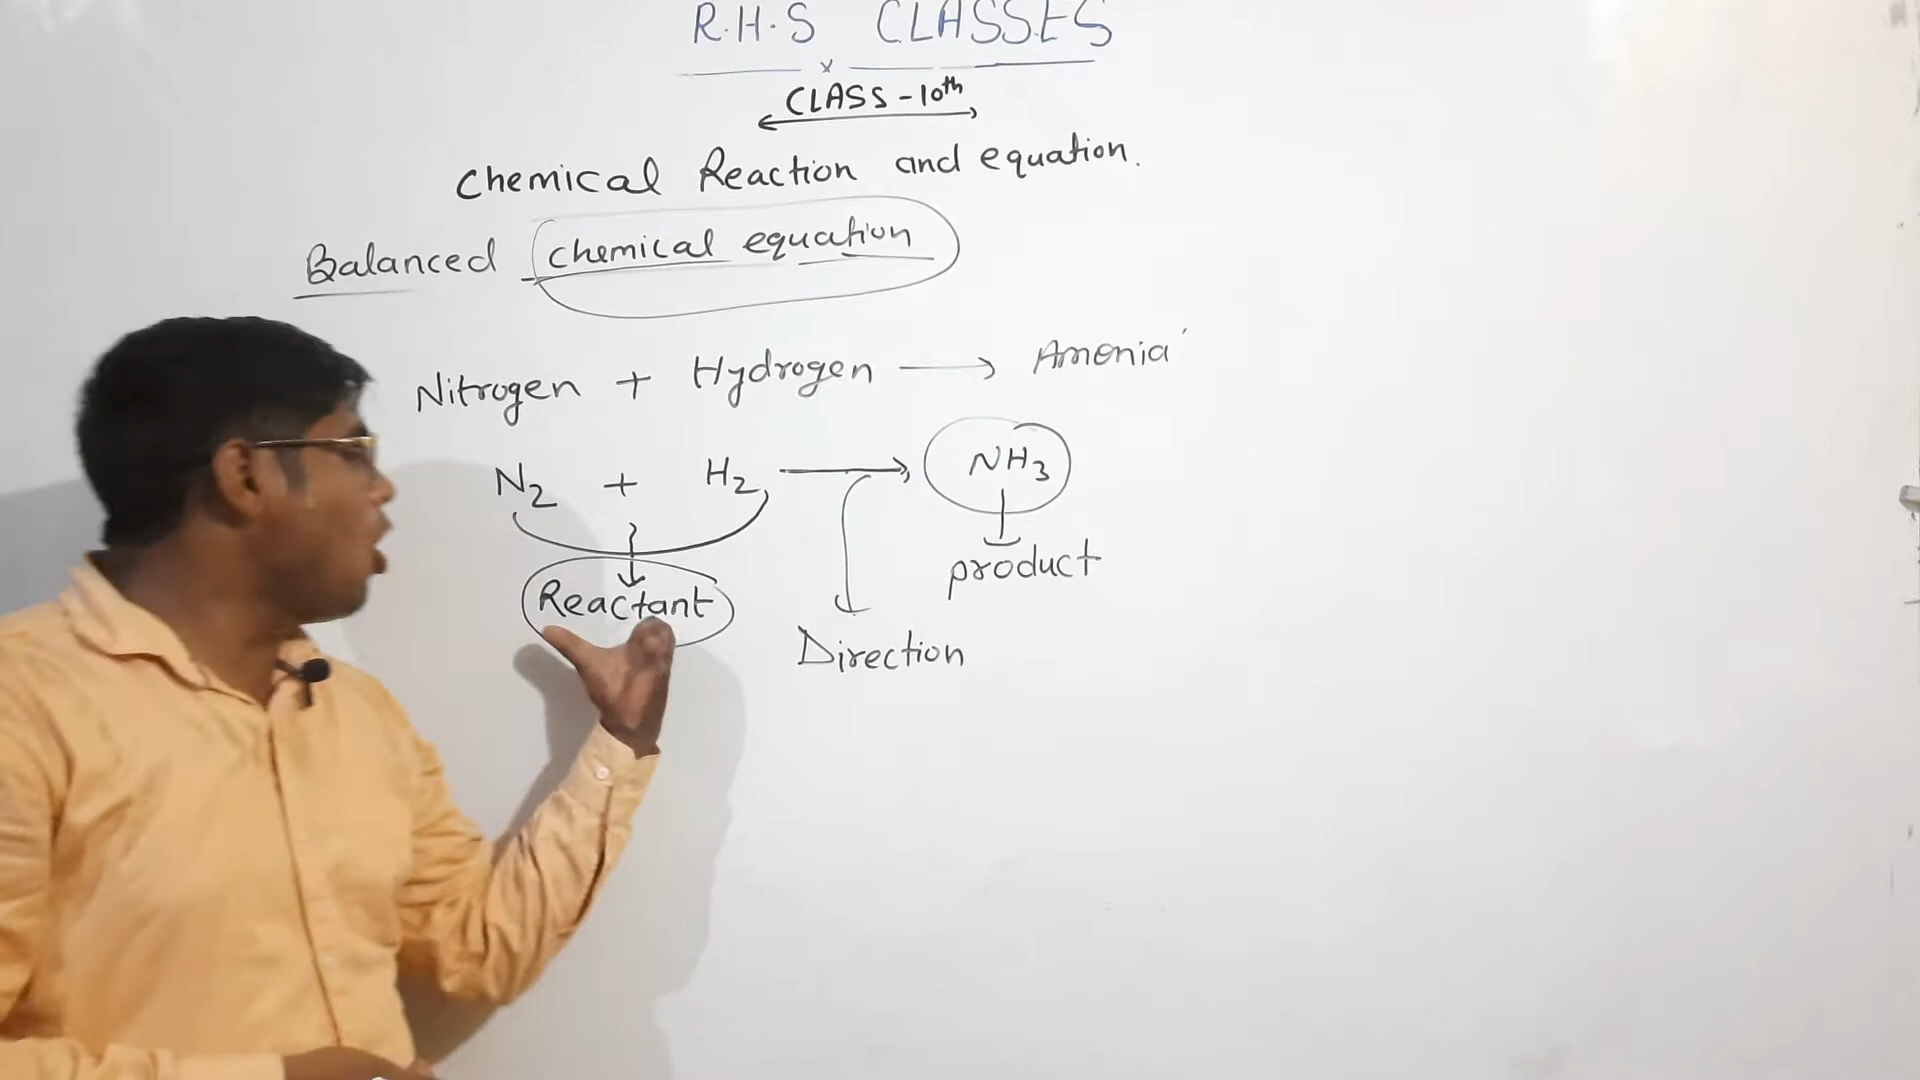 R.H.S CLASSES
x
CLASS-10th
Chemical Reaction and equation.
Balanced chemical equation
Nitrogen + Hydrogen → Amonia
N2 + H2 → NH3
Reactant
product
Direction